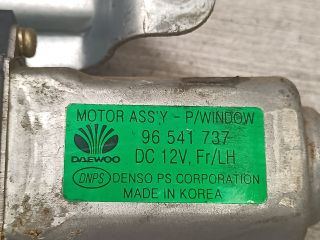 MOTOR ASS'Y - P/WINDOW
96 541 737
DAEWOO
DC 12V, Fr/LH
DNPS DENSO PS CORPORATION
MADE IN KOREA